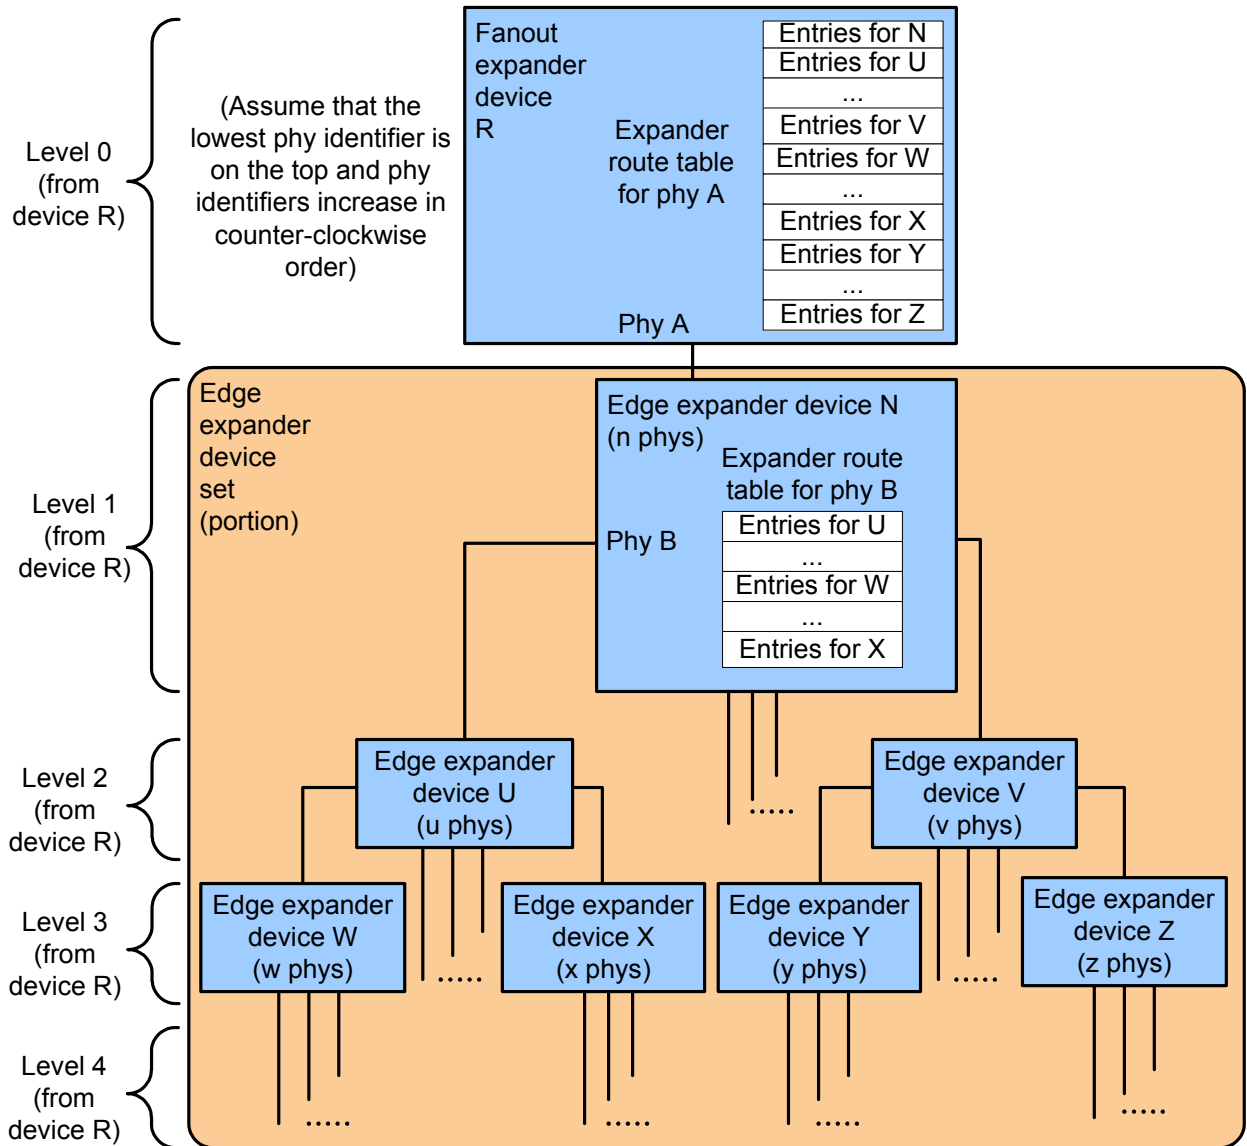 Level 0
(from
device R)
(Assume that the
lowest phy identifier is
on the top and phy
identifiers increase in
counter-clockwise
order)
Fanout
expander
device
R
Expander
route table
for phy A
Entries for N
Entries for U
...
Entries for V
Entries for W
...
Entries for X
Entries for Y
...
Entries for Z
Phy A
Level 1
(from
device R)
Edge
expander
device
set
(portion)
Edge expander device N
(n phys)
Expander route
table for phy B
Phy B
Entries for U
...
Entries for W
...
Entries for X
Level 2
(from
device R)
Edge expander
device U
(u phys)
.....
.....
Edge expander
device V
(v phys)
.....
Level 3
(from
device R)
Edge expander
device W
(w phys)
Edge expander
device X
(x phys)
Edge expander
device Y
(y phys)
.....
Edge expander
device Z
(z phys)
Level 4
(from
device R)
.....
.....
.....
.....